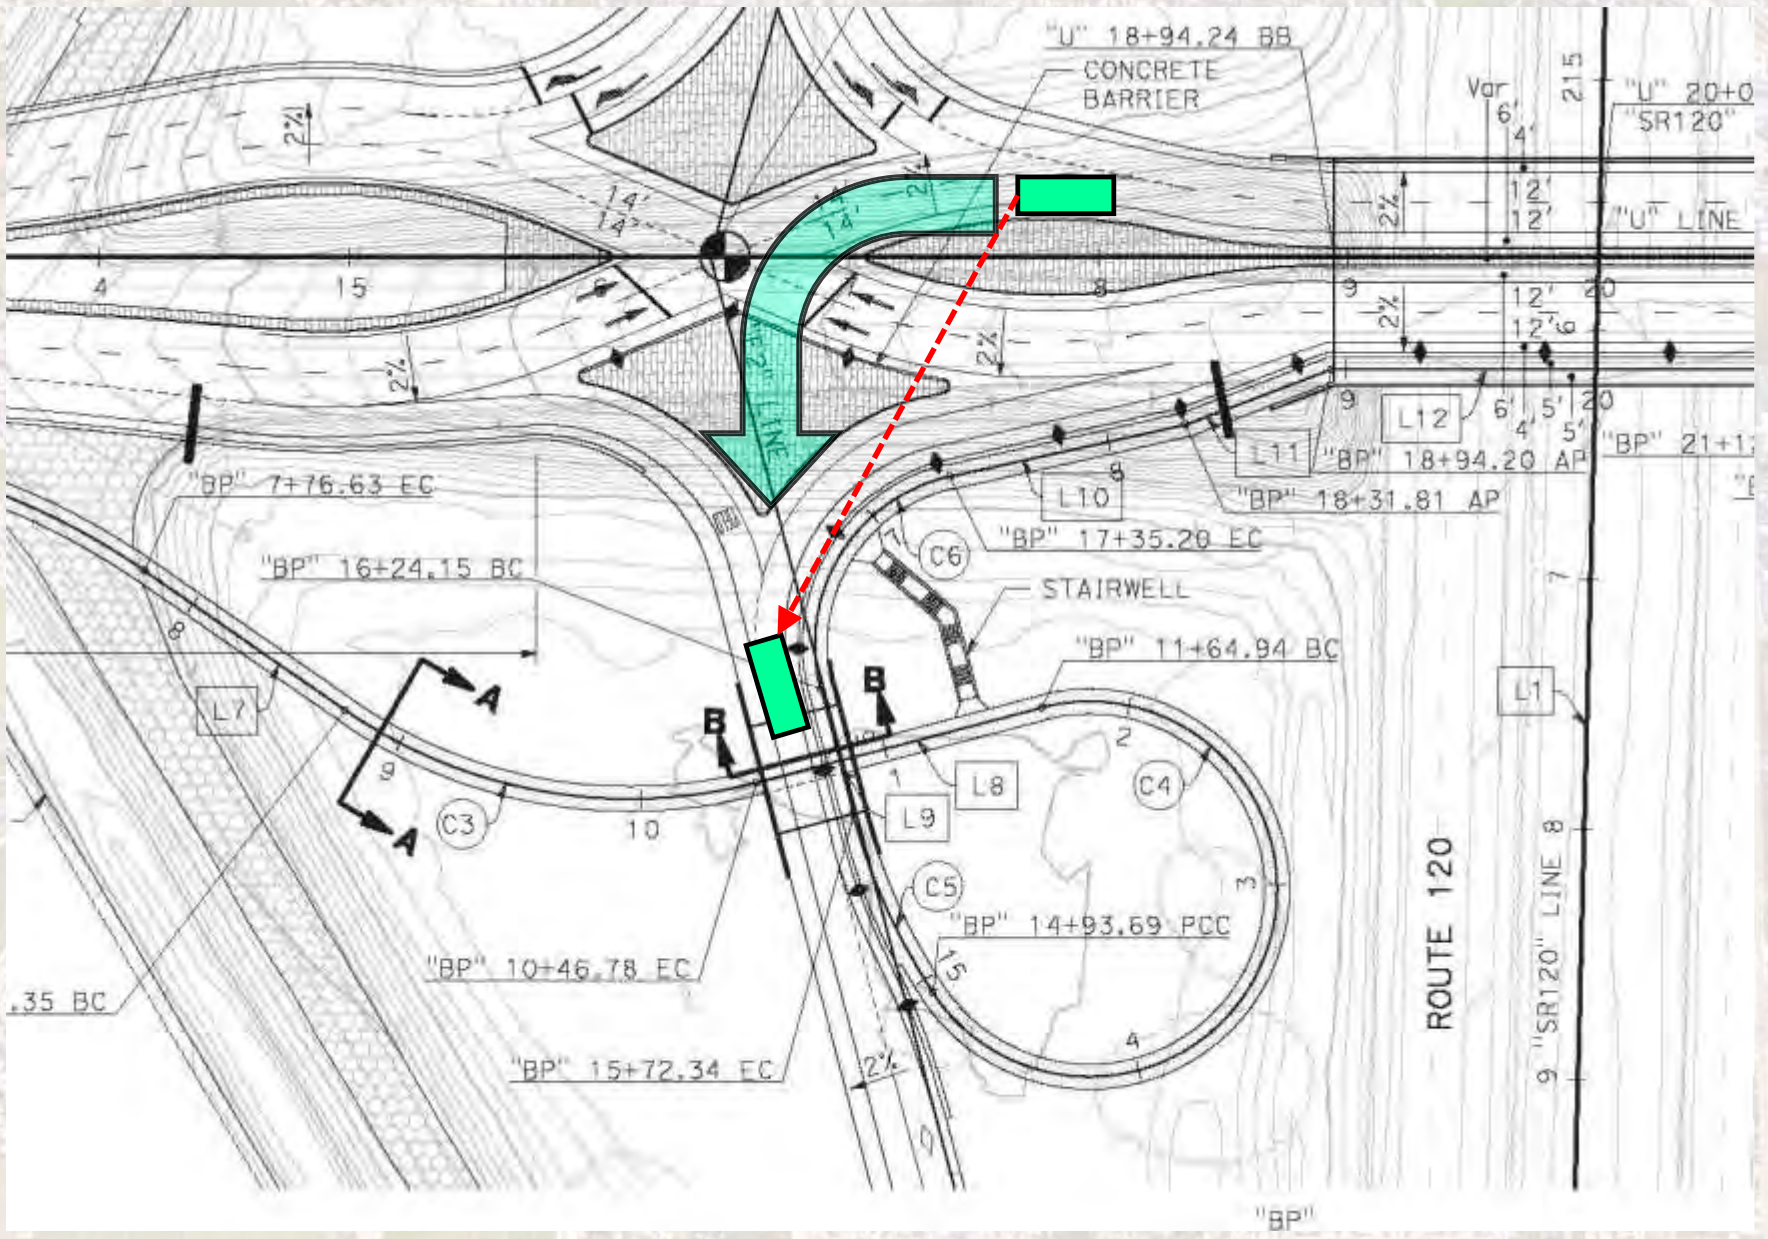 "U" 18+94.24 BB
CONCRETE
BARRIER
Var
6'
4'
215
"U" 20+0
"SR120"
2%
14'
14'
14'
2%
12'
12'
2%
"U" LINE
4
15
8
9
20
12'
12'
6'
2%
2%
2%
LINE
9
20
L12
6'
4'
5'
5'
8
L11
"BP" 18+94.20 AP
"BP" 21+1
"BP" 7+76.63 EC
L10
"BP" 18+31.81 AP
"BP" 17+35.20 EC
C6
"BP" 16+24.15 BC
STAIRWELL
7
8
"BP" 11+64.94 BC
L7
A
B
B
L1
9
2
1
L8
C4
A
C3
10
L9
ROUTE 120
8
3
C5
"BP" 14+93.69 PCC
15
"BP" 10+46.78 EC
.35 BC
"SR120" LINE
4
"BP" 15+72.34 EC
2%
9
"BP"